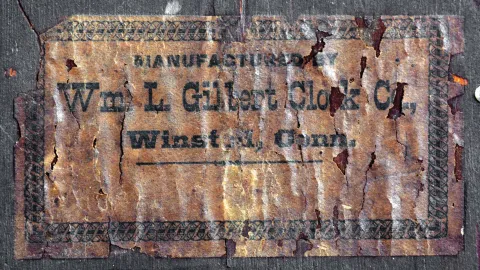 MANUFACTURED BY
Wm. L. Gilbert Clock Co.,
Winsted, Conn.